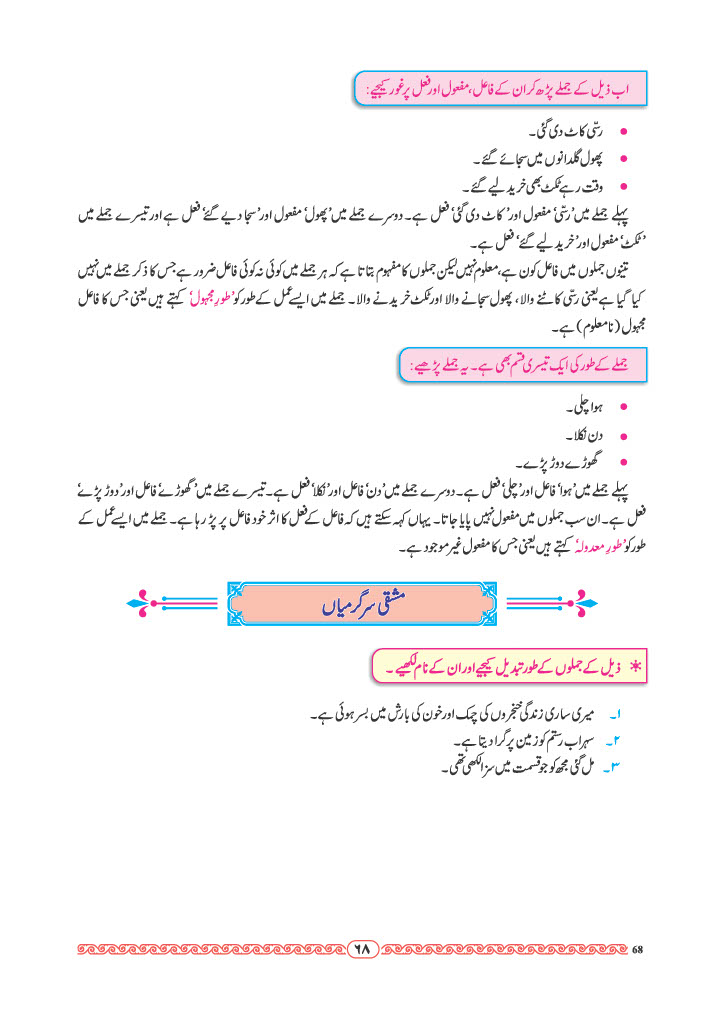 اب ذیل کے جملے پڑھ کر ان کے فاعل، مفعول اور فعل پر غور کیجیے:
• رسّی کاٹ دی گئی۔
• پھول گلدانوں میں سجائے گئے۔
• وقت رہے ٹکٹ بھی خرید لیے گئے۔
پہلے جملے میں ’رسّی‘ مفعول اور ’کاٹ دی گئی‘ فعل ہے۔ دوسرے جملے میں ’پھول‘ مفعول اور ’سجا دیے گئے‘ فعل ہے اور تیسرے جملے میں
’ٹکٹ‘ مفعول اور ’خرید لیے گئے‘ فعل ہے۔
تینوں جملوں میں فاعل کون ہے، معلوم نہیں لیکن جملوں کا مفہوم بتاتا ہے کہ ہر جملے میں کوئی نہ کوئی فاعل ضرور ہے جس کا ذکر جملے میں نہیں
کیا گیا ہے یعنی رسّی کاٹنے والا، پھول سجانے والا اور ٹکٹ خریدنے والا۔ جملے میں ایسے عمل کے طور کو ’طورِ مجہول‘ کہتے ہیں یعنی جس کا فاعل
مجہول (نامعلوم) ہے۔
جملے کے طور کی ایک تیسری قسم بھی ہے۔ یہ جملے پڑھیے:
• ہوا چلی۔
• دن نکلا۔
• گھوڑے دوڑ پڑے۔
پہلے جملے میں ’ہوا‘ فاعل اور ’چلی‘ فعل ہے۔ دوسرے جملے میں ’دن‘ فاعل اور ’نکلا‘ فعل ہے۔ تیسرے جملے میں ’گھوڑے‘ فاعل اور ’دوڑ پڑے‘
فعل ہے۔ ان سب جملوں میں مفعول نہیں پایا جاتا۔ یہاں کہہ سکتے ہیں کہ فاعل کے فعل کا اثر خود فاعل پر پڑ رہا ہے۔ جملے میں ایسے عمل کے
طور کو ’طورِ معدولہ‘ کہتے ہیں یعنی جس کا مفعول غیر موجود ہے۔
مشقی سرگرمیاں
* ذیل کے جملوں کے طور تبدیل کیجیے اور ان کے نام لکھیے۔
۱۔ میری ساری زندگی خنجروں کی چمک اور خون کی بارش میں بسر ہوئی ہے۔
۲۔ سہراب رستم کو زمین پر گرا دیتا ہے۔
۳۔ مل گئی مجھ کو جو قسمت میں سزا لکھی تھی۔
۶۸
68